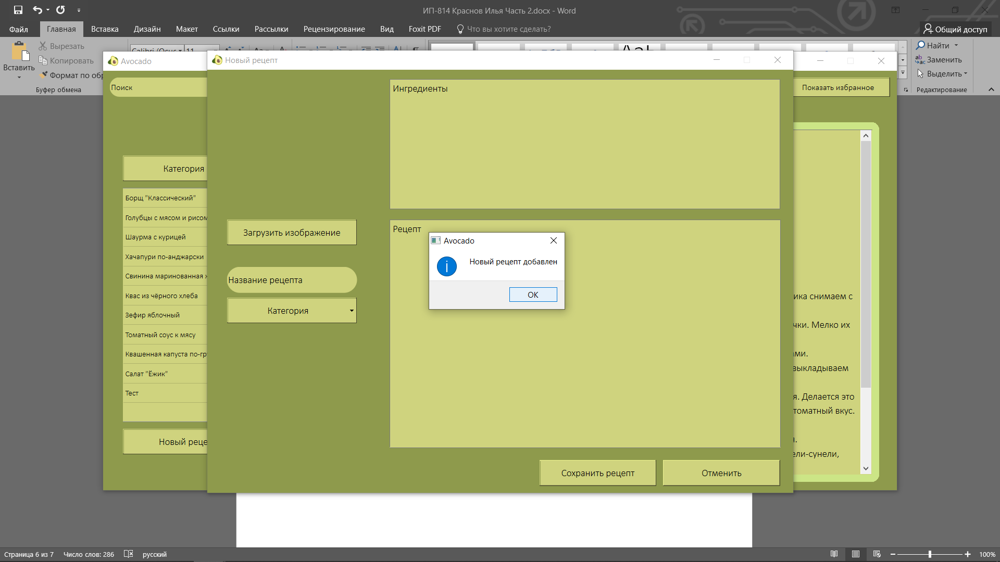 ИП-814 Краснов Илья Часть 2.docx - Word
Файл
Главная
Вставка
Дизайн
Макет
Ссылки
Рассылки
Рецензирование
Вид
Foxit PDF
Что вы хотите сделать?
Общий доступ
Вставить
Вырезать
Копировать
Формат по об
Буфер обмена
Найти
Заменить
Выделить
Редактирование
Avocado
Поиск
Показать избранное
Категория
Борщ "Классический"
Голубцы с мясом и рисом
Шаурма с курицей
Хачапури по-анджарски
Свинина маринованная
Квас из чёрного хлеба
Зефир яблочный
Томатный соус к мясу
Квашенная капуста по-гр
Салат "Ёжик"
Тест
Новый реце
Новый рецепт
Ингредиенты
Загрузить изображение
Название рецепта
Категория
Рецепт
Avocado
Новый рецепт добавлен
OK
Сохранить рецепт
Отменить
ика снимаем с
чки. Мелко их
ами.
выкладываем
я. Делается это
томатный вкус.
я.
ели-сунели,
Страница 6 из 7
Число слов: 286
русский
100%